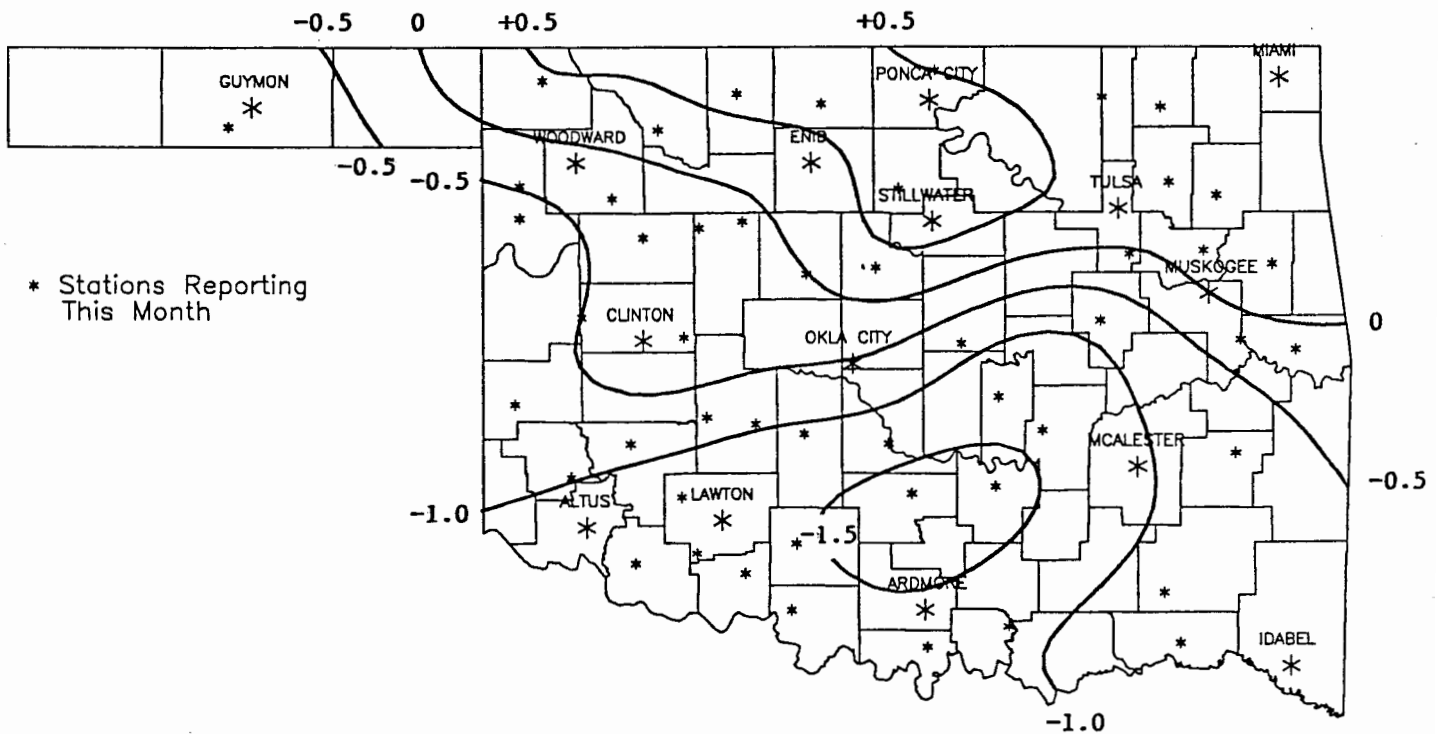 -0.5 0 +0.5 +0.5
MIAMI
GUYMON
PONCA CITY
WOODWARD
ENIB
-0.5
-0.5
TULSA
STILLWATER
* Stations Reporting
This Month
MUSKOGEE
CLINTON
0
OKLA CITY
MCALESTER
-0.5
ALTUS
LAWTON
-1.0
-1.5
ARDMORE
IDABEL
-1.0